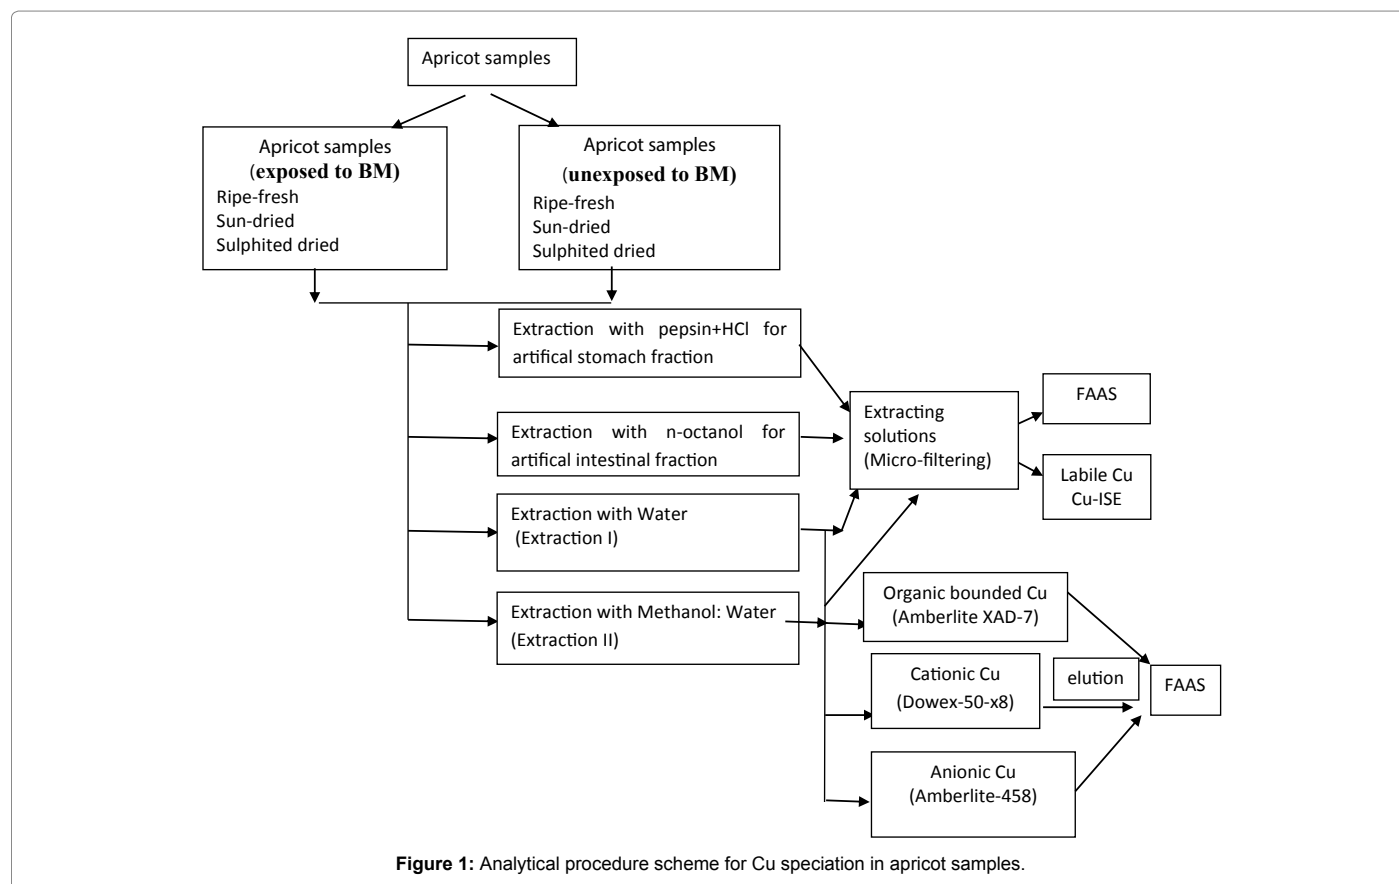 Apricot samples
Apricot samples
(exposed to BM)
Ripe-fresh
Sun-dried
Sulphited dried
Apricot samples
(unexposed to BM)
Ripe-fresh
Sun-dried
Sulphited dried
Extraction with pepsin+HCl for
artifical stomach fraction
Extraction with n-octanol for
artifical intestinal fraction
Extraction with Water
(Extraction I)
Extraction with Methanol: Water
(Extraction II)
Extracting
solutions
(Micro-filtering)
FAAS
Labile Cu
Cu-ISE
Organic bounded Cu
(Amberlite XAD-7)
Cationic Cu
(Dowex-50-x8)
elution
FAAS
Anionic Cu
(Amberlite-458)
Figure 1: Analytical procedure scheme for Cu speciation in apricot samples.